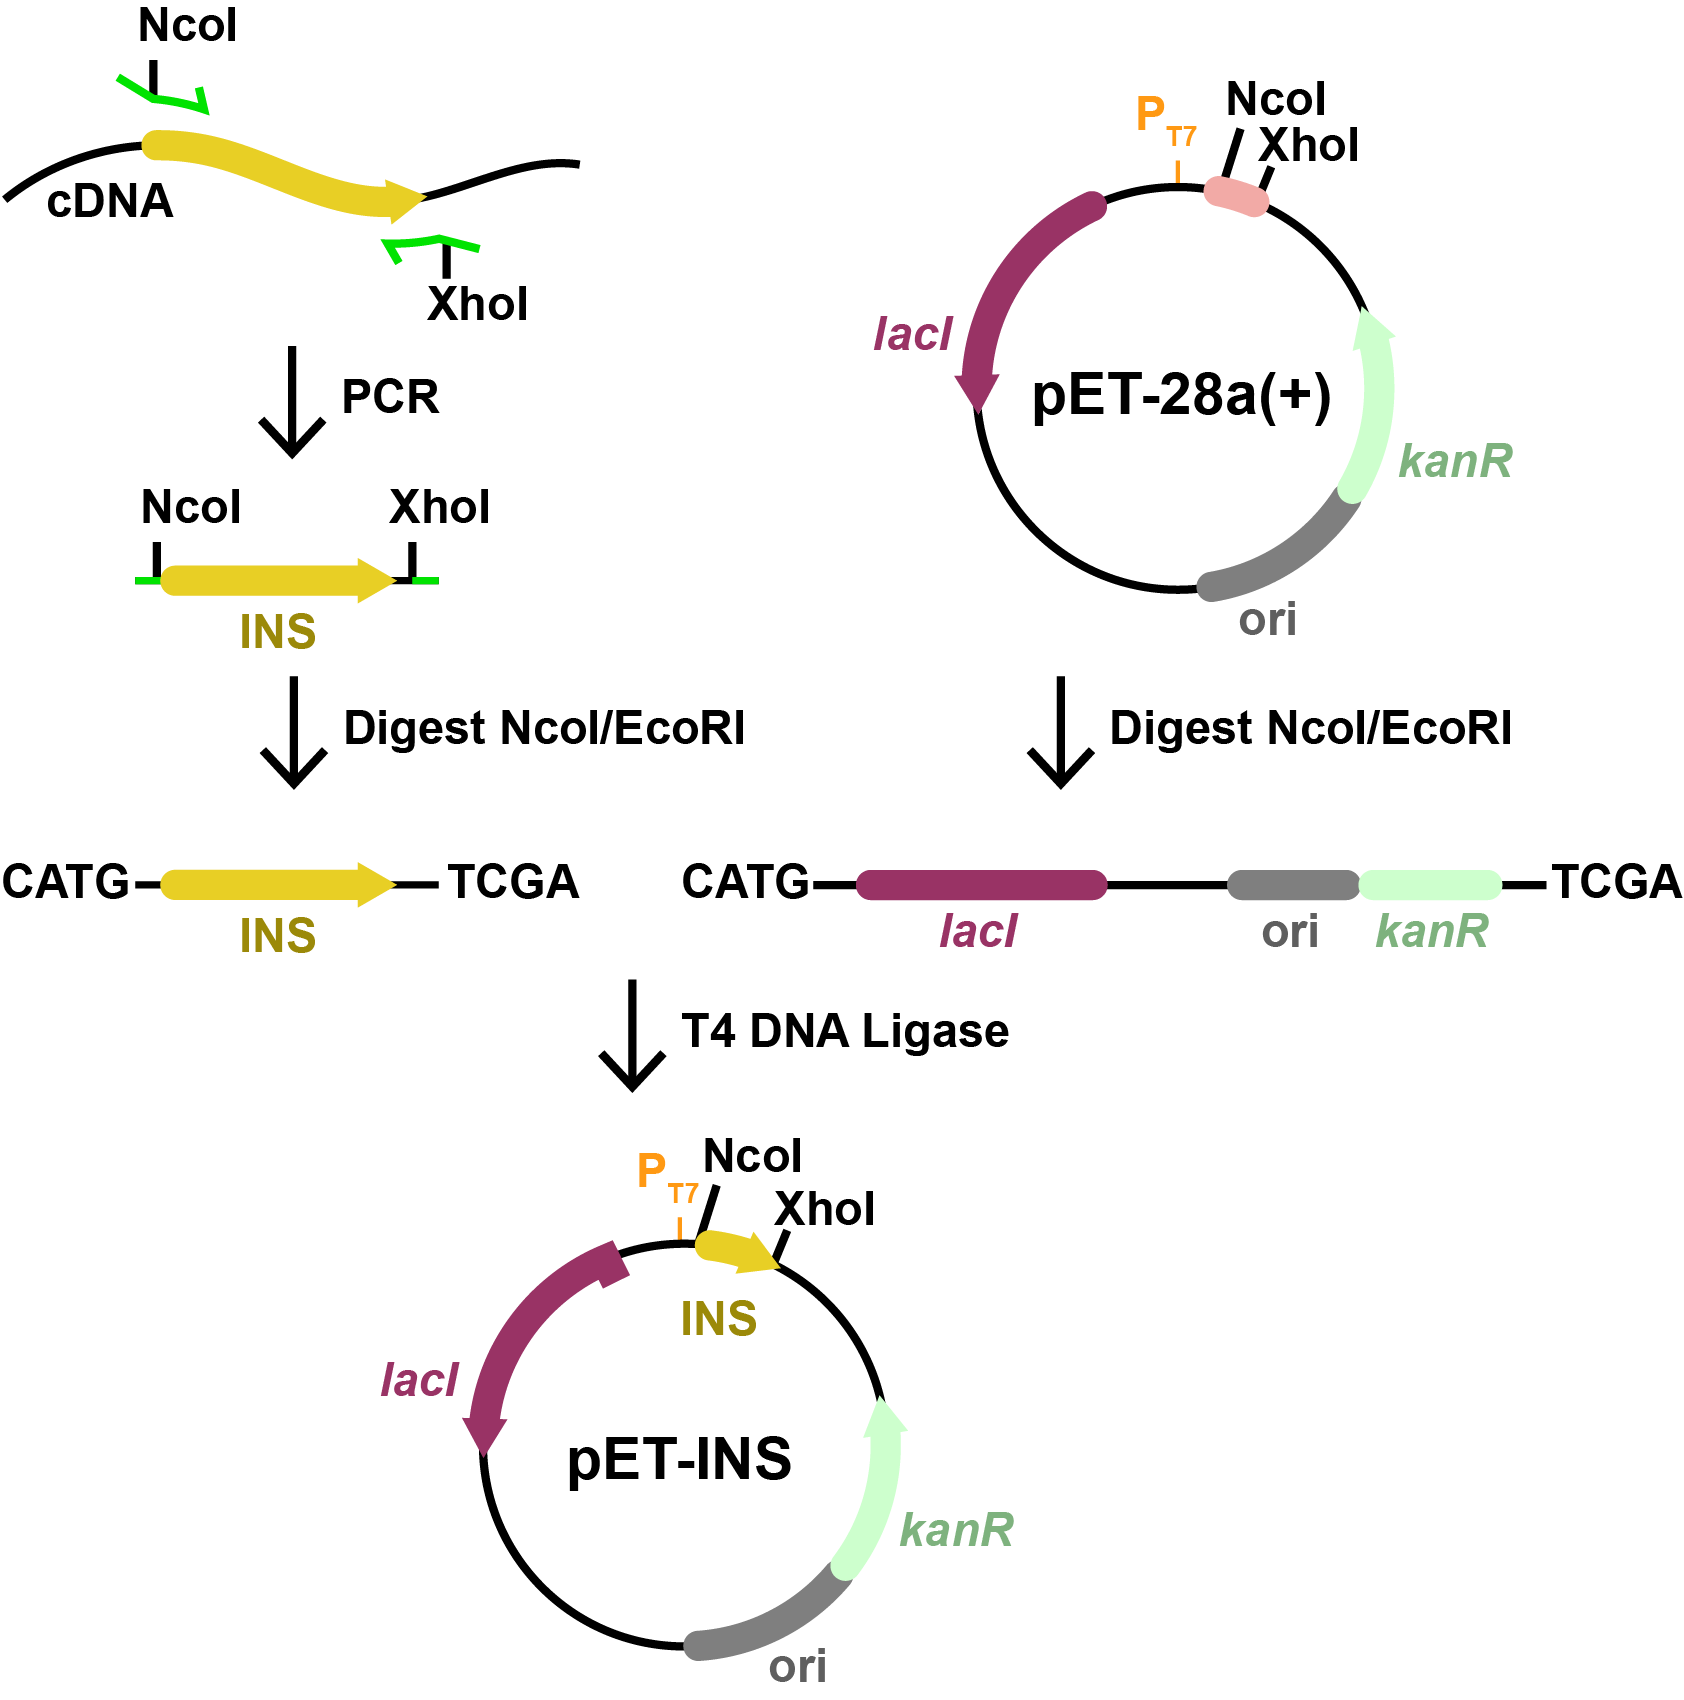 NcoI
cDNA
XhoI
PCR
NcoI XhoI
INS
Digest NcoI/EcoRI
CATG TCGA
INS
P T7
NcoI
XhoI
lacI
pET-28a(+)
kanR
ori
Digest NcoI/EcoRI
CATG TCGA
lacI ori kanR
T4 DNA Ligase
P T7
NcoI
XhoI
INS
lacI
pET-INS
kanR
ori